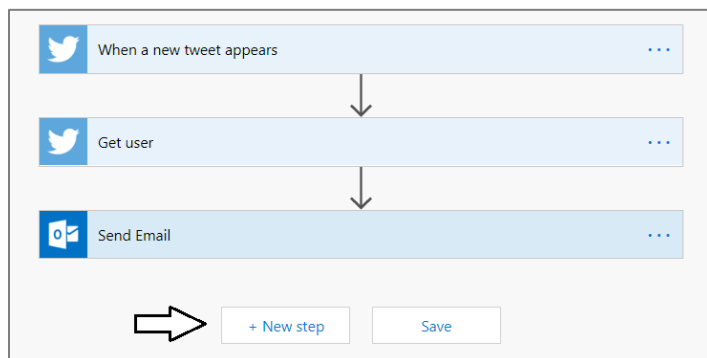 When a new tweet appears
Get user
Send Email
+ New step
Save